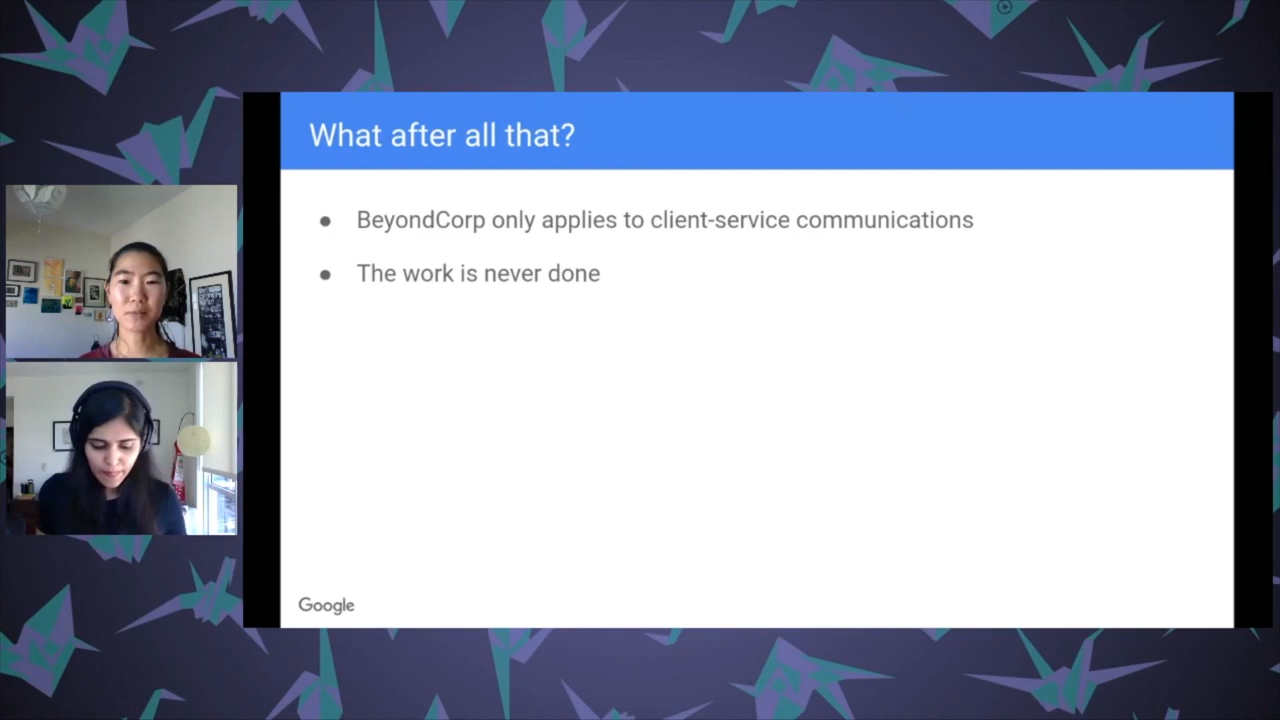 What after all that?
● BeyondCorp only applies to client-service communications
● The work is never done
Google